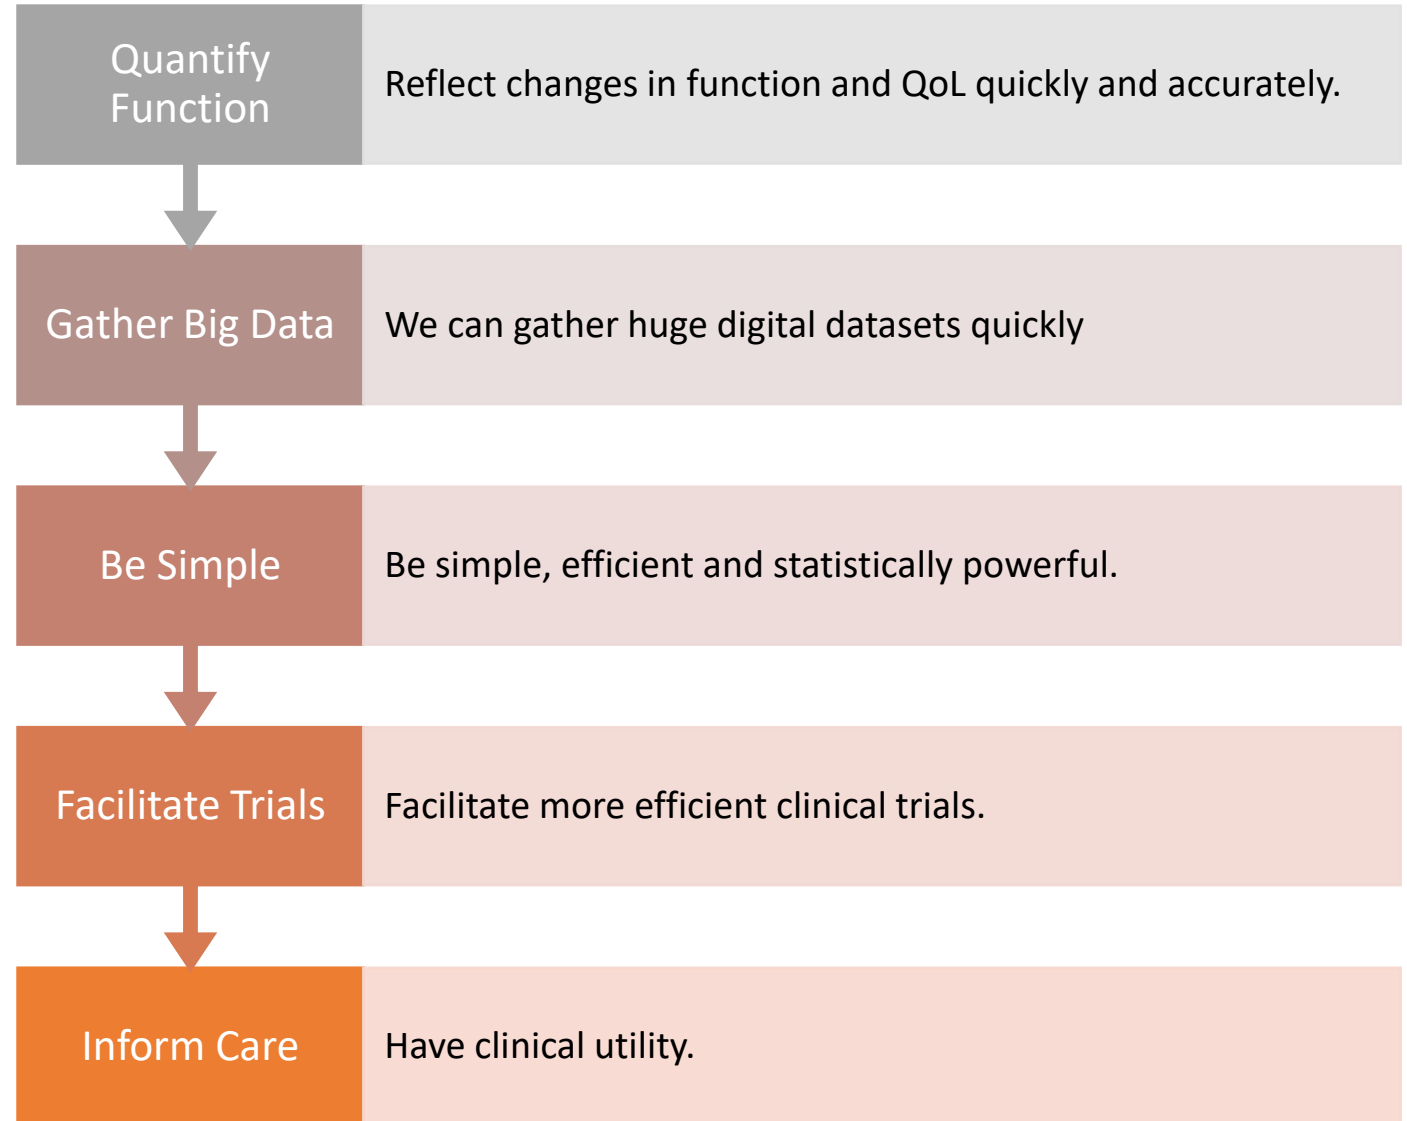 Quantify
Function
Reflect changes in function and QoL quickly and accurately.
Gather Big Data
We can gather huge digital datasets quickly
Be Simple
Be simple, efficient and statistically powerful.
Facilitate Trials
Facilitate more efficient clinical trials.
Inform Care
Have clinical utility.